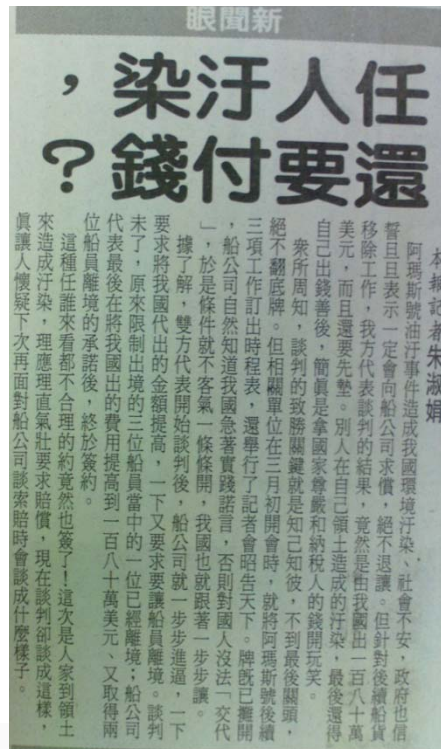 新聞眼
任人汙染，
還要付錢？
本報記者朱淑娟
阿瑪斯號油汙事件造成我國環境汙染、社會不安，政府也信
誓旦旦表示一定會向船公司求償，絕不退讓。但針對後續船貨
移除工作，我方代表談判的結果，竟然是由我國出一百八十萬
美元，而且還要先墊。別人在自己領土造成的汙染，最後還得
自己出錢善後，簡眞是拿國家尊嚴和納稅人的錢開玩笑。
衆所周知，談判的致勝關鍵就是知己知彼，不到最後關頭，
絕不翻底牌。但相關單位在三月初開會時，就將阿瑪斯號後續
三項工作訂出時程表，還舉行了記者會昭告天下。牌旣已攤開
，船公司自然知道我國急著實踐諾言，否則對國人沒法「交代
」，於是條件就不客氣一條條開，我國也就跟著一步步讓。
據了解，雙方代表開始談判後，船公司就一步步進逼，一下
要求將我國代出的金額提高，一下又要求要讓船員離境。談判
未了，原來限制出境的三位船員當中的一位已經離境；船公司
代表最後在將我國出的費用提高到一百八十萬美元、又取得兩
位船員離境的承諾後，終於簽約。
這種任誰來看都不合理的約竟然也簽了！這次是人家到領土
來造成汙染，理應理直氣壯要求賠償，現在談判卻談成這樣，
眞讓人懷疑下次再面對船公司談索賠時會談成什麼樣子。